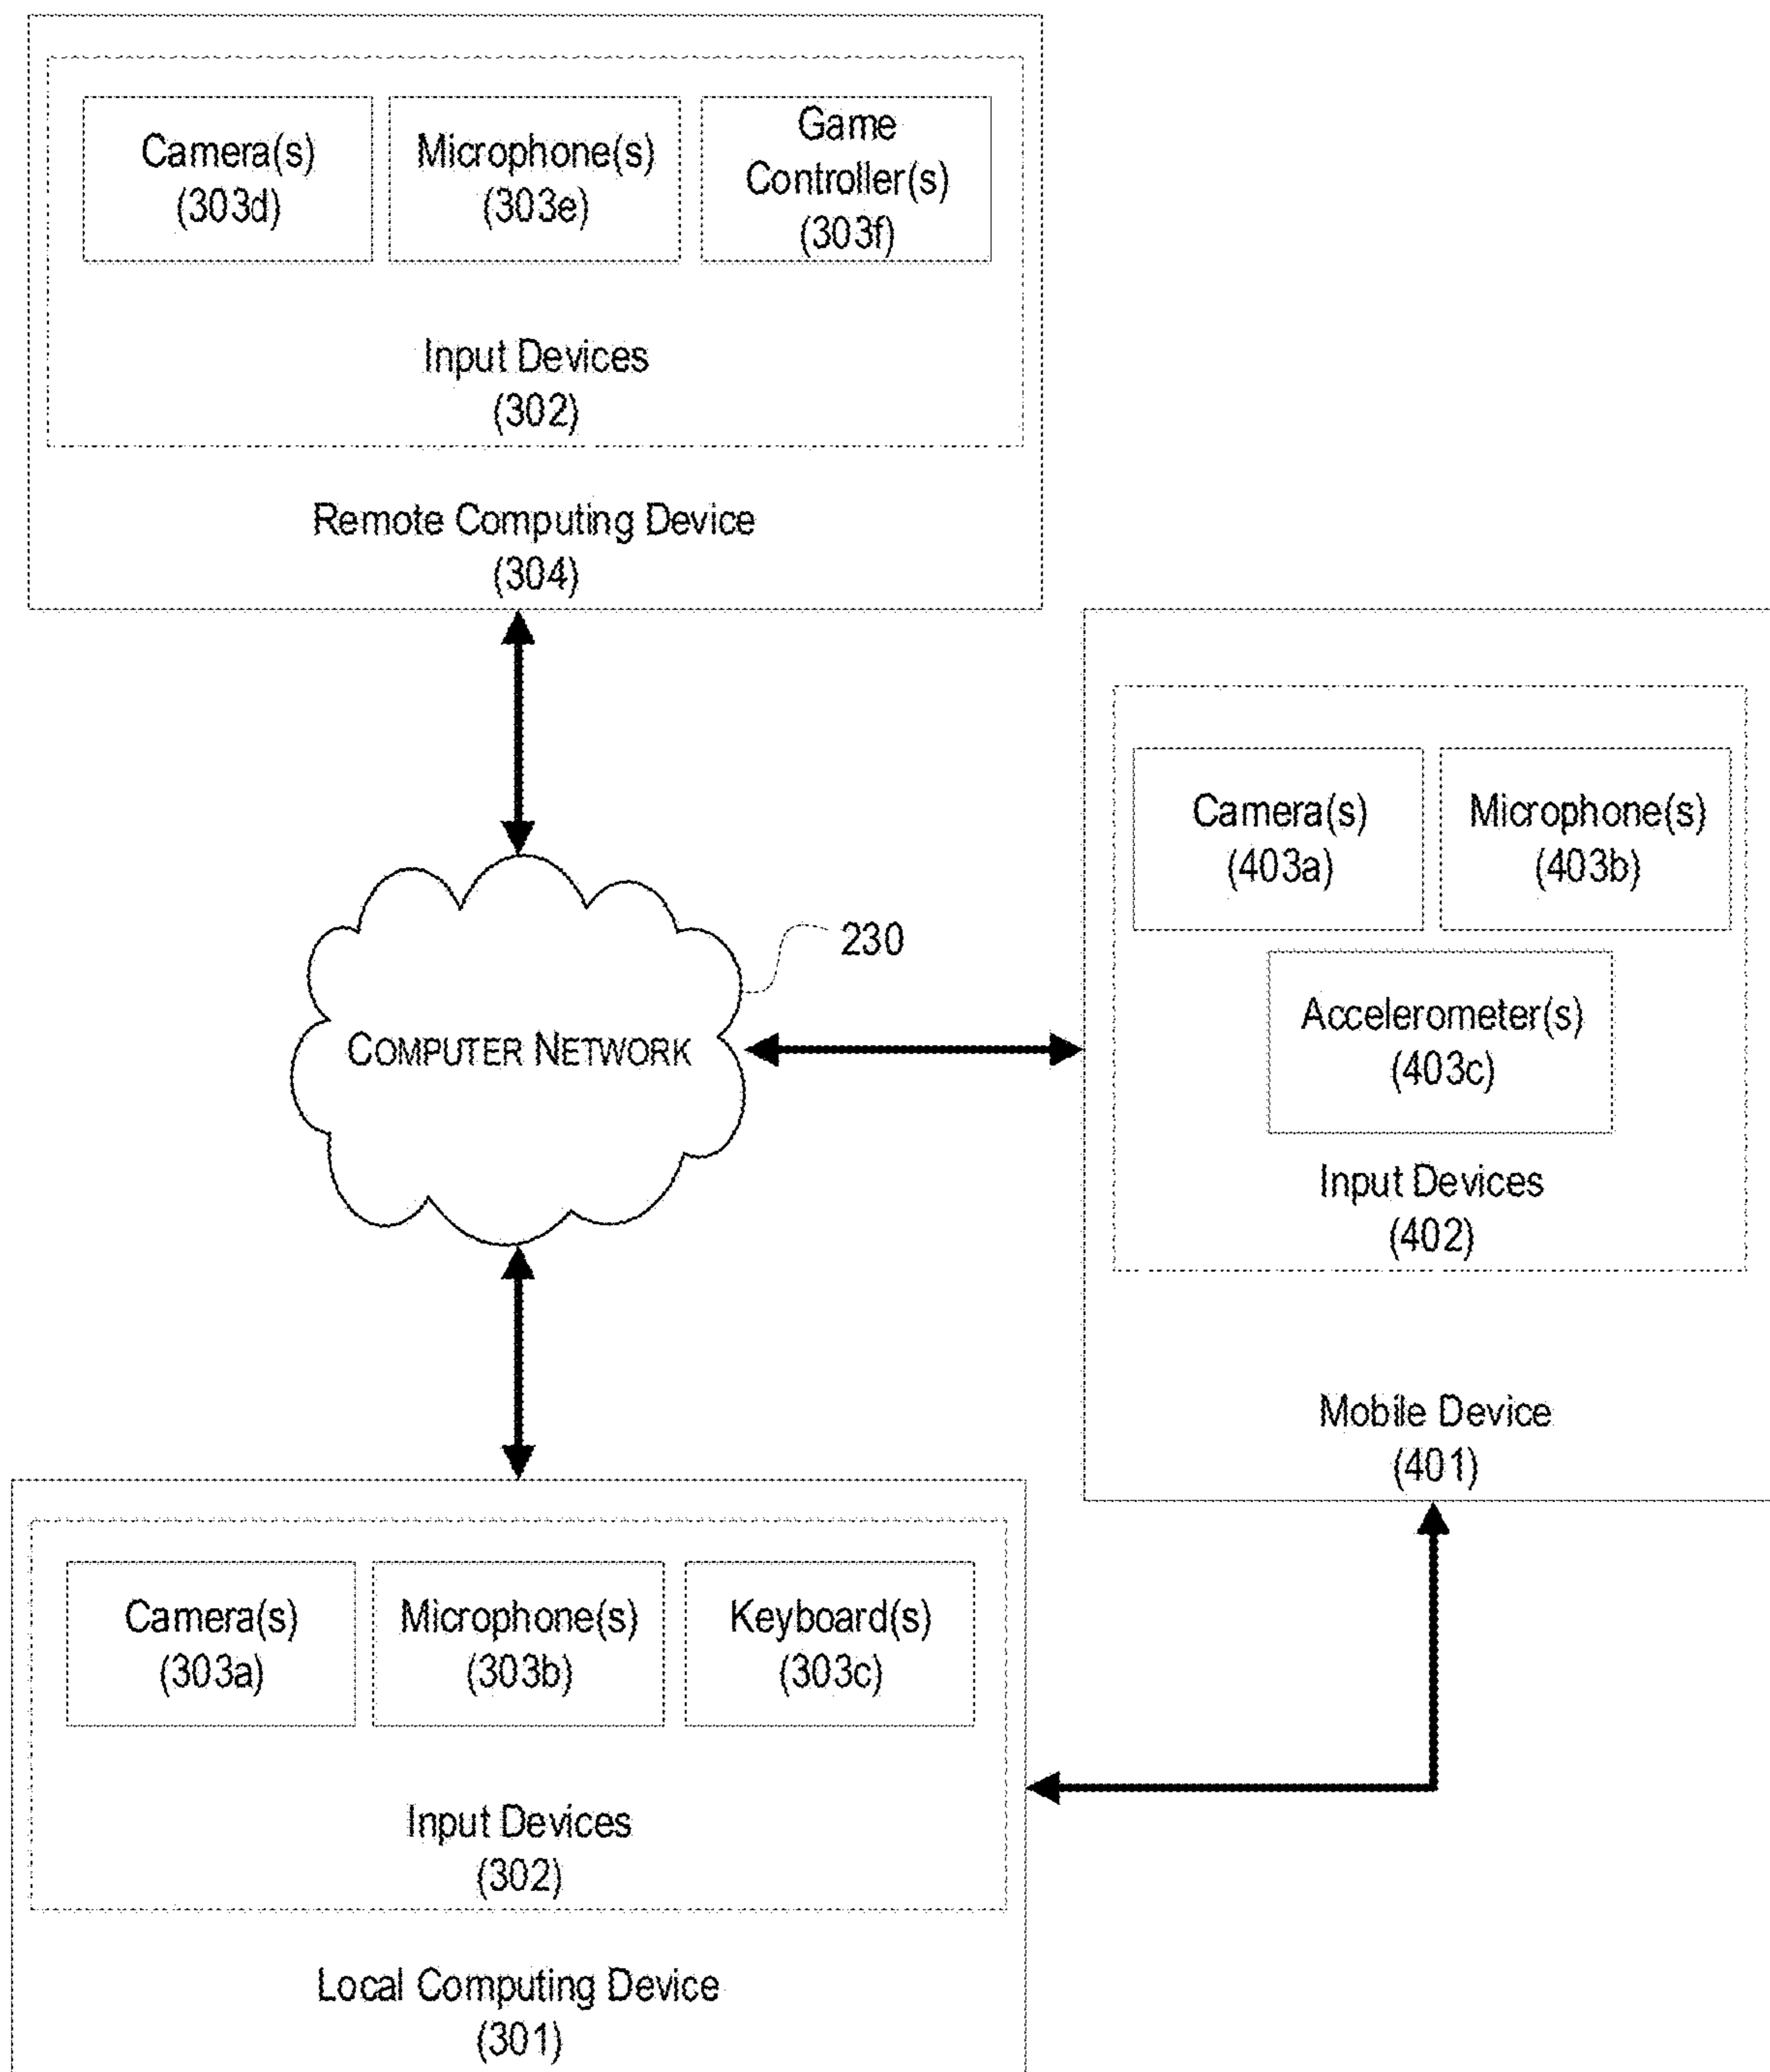 Camera(s)
(303d)
Microphone(s)
(303e)
Game
Controller(s)
(303f)
Input Devices
(302)
Remote Computing Device
(304)
230
COMPUTER NETWORK
Camera(s)
(403a)
Microphone(s)
(403b)
Accelerometer(s)
(403c)
Input Devices
(402)
Mobile Device
(401)
Camera(s)
(303a)
Microphone(s)
(303b)
Keyboard(s)
(303c)
Input Devices
(302)
Local Computing Device
(301)